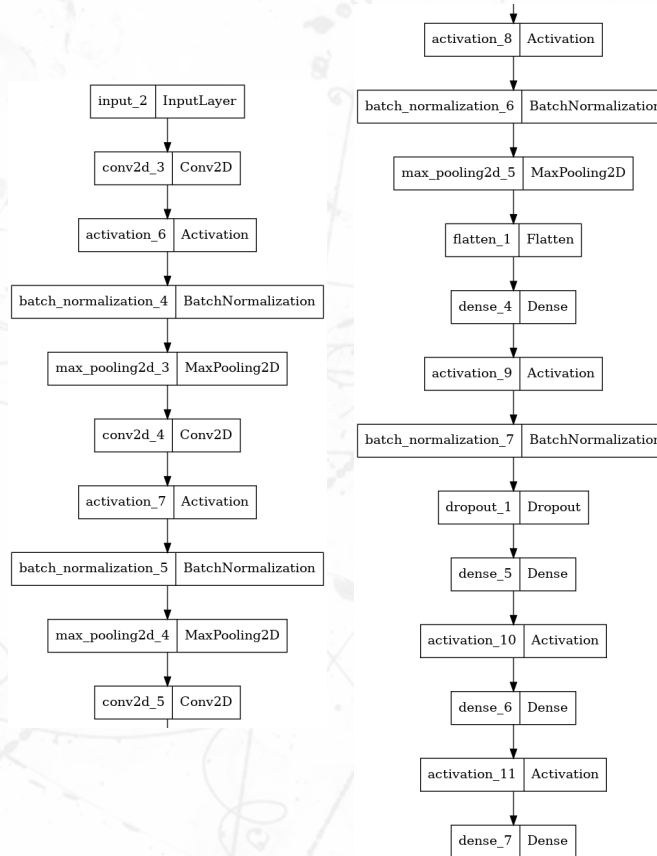 input_2 InputLayer
conv2d_3 Conv2D
activation_6 Activation
batch_normalization_4 BatchNormalization
max_pooling2d_3 MaxPooling2D
conv2d_4 Conv2D
activation_7 Activation
batch_normalization_5 BatchNormalization
max_pooling2d_4 MaxPooling2D
conv2d_5 Conv2D
activation_8 Activation
batch_normalization_6 BatchNormalization
max_pooling2d_5 MaxPooling2D
flatten_1 Flatten
dense_4 Dense
activation_9 Activation
batch_normalization_7 BatchNormalization
dropout_1 Dropout
dense_5 Dense
activation_10 Activation
dense_6 Dense
activation_11 Activation
dense_7 Dense